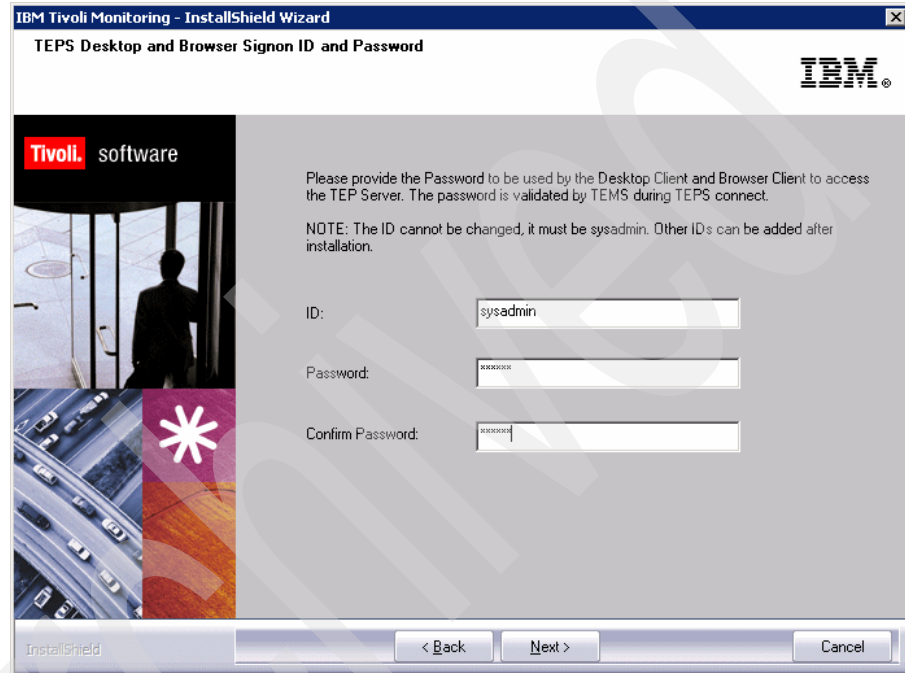 IBM Tivoli Monitoring - InstallShield Wizard
TEPS Desktop and Browser Signon ID and Password
IBM®
Tivoli. software
Please provide the Password to be used by the Desktop Client and Browser Client to access
the TEP Server. The password is validated by TEMS during TEPS connect.
NOTE: The ID cannot be changed, it must be sysadmin. Other IDs can be added after
installation.
ID:
sysadmin
Password:
xxxxxx
Confirm Password:
xxxxxx
InstallShield
< Back
Next >
Cancel